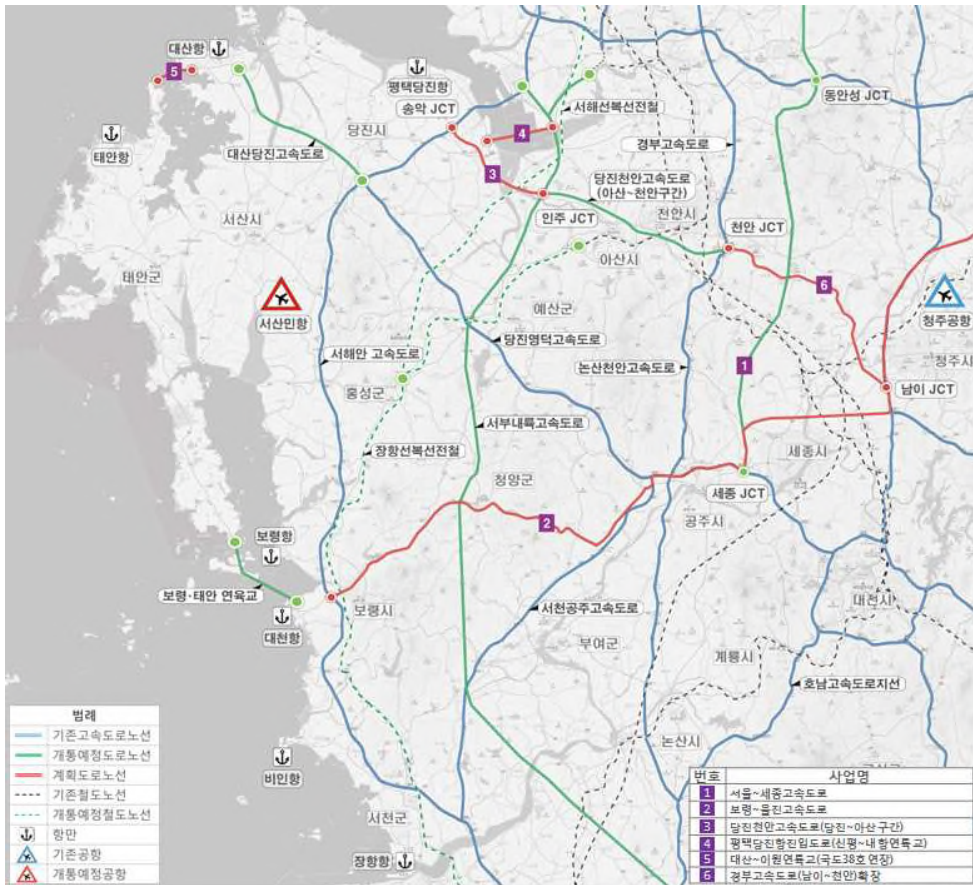 대산항
5
평택당진항
송악 JCT
동안성 JCT
서해선복선전철
당진시
4
경부고속도로
태안항
대산당진고속도로
3
당진천안고속도로
(아산~천안구간)
서산시
인주 JCT
천안시
천안 JCT
아산시
태안군
6
서산민항
예산군
청주공항
서해안 고속도로
당진영덕고속도로
논산천안고속도로
1
청주시
홍성군
남이 JCT
서부내륙고속도로
장항선복선전철
세종시
청양군
세종 JCT
2
공주시
보령항
보령·태안 연육교
보령시
대천항
서천공주고속도로
대전시
부여군
계룡시
호남고속도로지선
논산시
비인항
서천군
장항항
범례
기존고속도로노선
개통예정도로노선
계획도로노선
기존철도노선
개통예정철도노선
항만
기존공항
개통예정공항
번호 사업명
1 서울~세종고속도로
2 보령~울진고속도로
3 당진천안고속도로(당진~아산구간)
4 평택당진항진입도로(신평~내항연륙교)
5 대산~이원연륙교(국도38호연장)
6 경부고속도로(남이~천안)확장